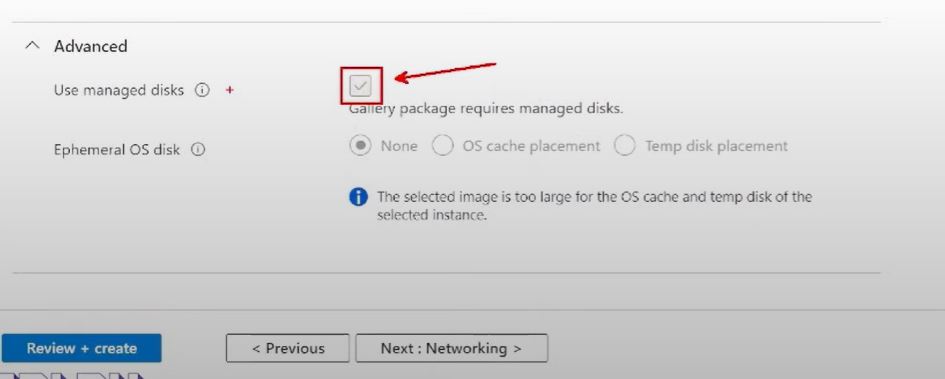 Advanced
Use managed disks
Gallery package requires managed disks.
Ephemeral OS disk
None OS cache placement Temp disk placement
The selected image is too large for the OS cache and temp disk of the
selected instance.
Review + create < Previous Next : Networking >